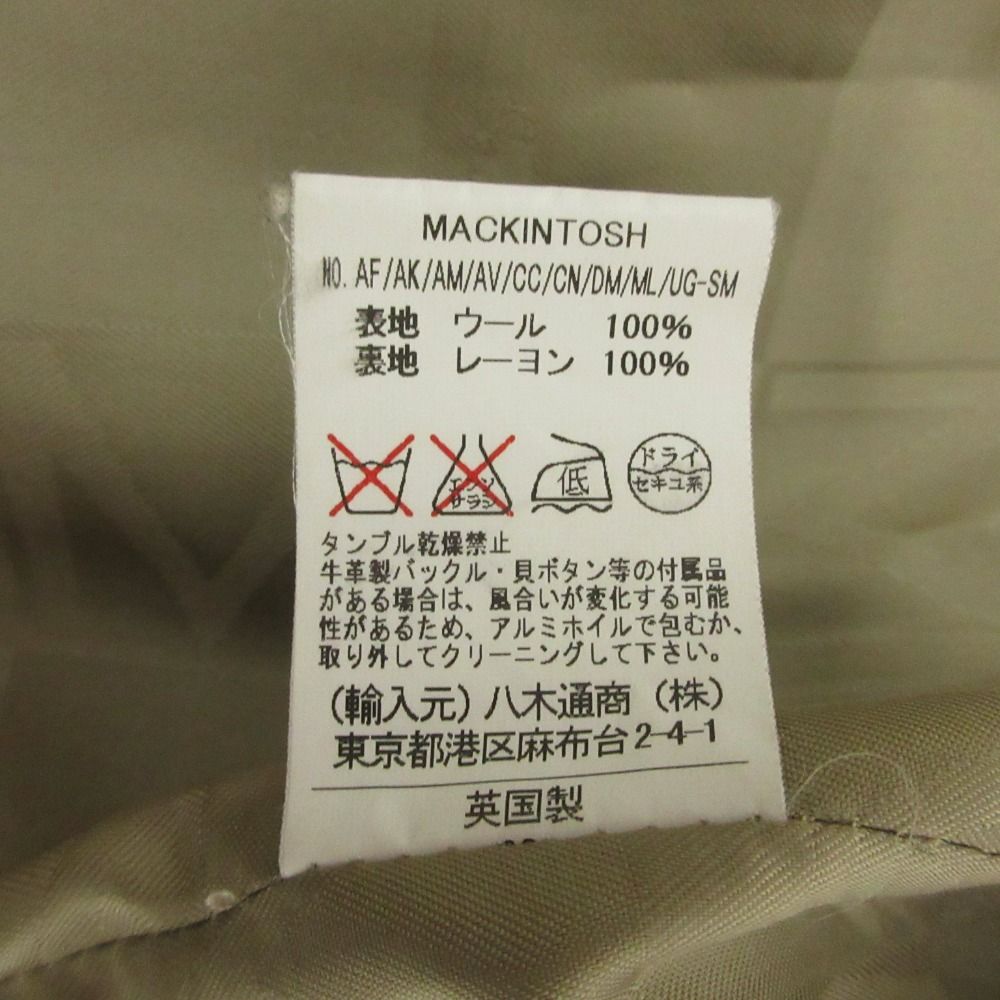 MACKINTOSH
NO. AF/AK/AM/AV/CC/CN/DM/ML/UG-SM
表地 ウール 100%
裏地 レーヨン 100%
エンソ
サラシ
低
ドライ
セキユ系
タンブル乾燥禁止
牛革製バックル・貝ボタン等の付属品
がある場合は、風合いが変化する可能
性があるため、アルミホイルで包むか、
取り外してクリーニングして下さい。
(輸入元) 八木通商 (株)
東京都港区麻布台2-4-1
英国製